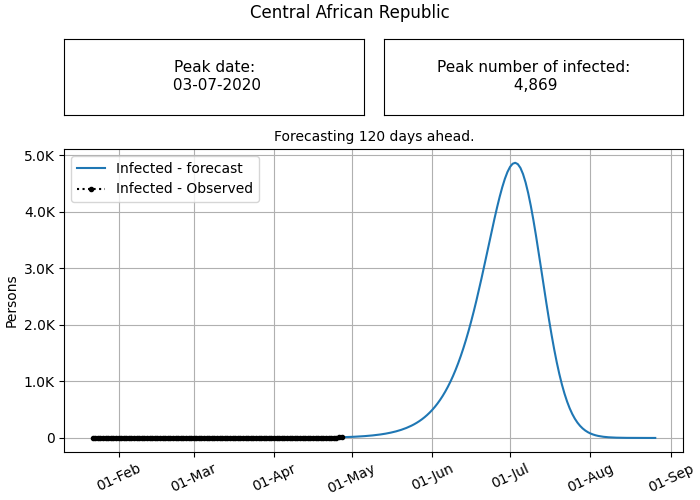 Central African Republic
Peak date:
03-07-2020
Peak number of infected:
4,869
Forecasting 120 days ahead.
Infected - forecast
Infected - Observed
Persons
5.0K
4.0K
3.0K
2.0K
1.0K
0
01-Feb
01-Mar
01-Apr
01-May
01-Jun
01-Jul
01-Aug
01-Sep